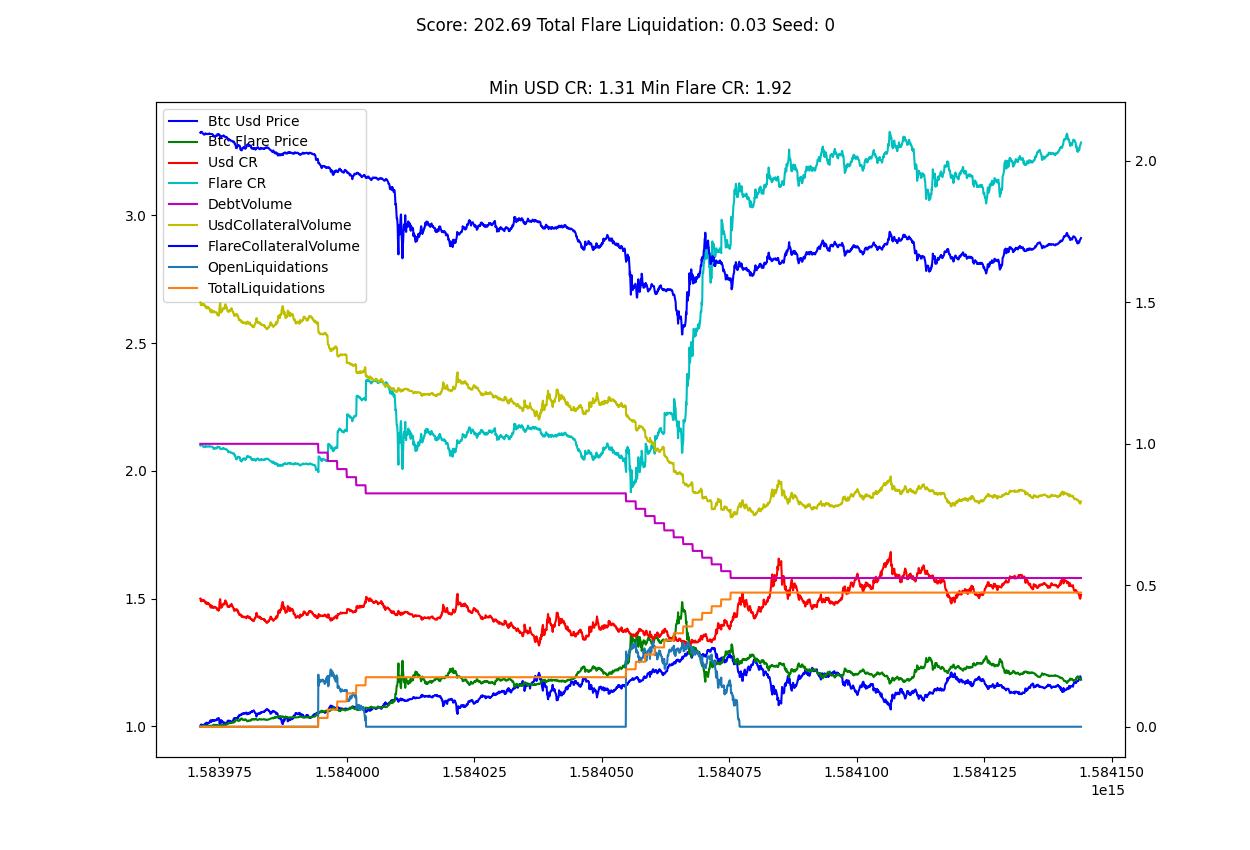 Score: 202.69 Total Flare Liquidation: 0.03 Seed: 0
Min USD CR: 1.31 Min Flare CR: 1.92
Btc Usd Price
Btc Flare Price
Usd CR
Flare CR
DebtVolume
UsdCollateralVolume
FlareCollateralVolume
OpenLiquidations
TotalLiquidations
3.0
2.5
2.0
1.5
1.0
2.0
1.5
1.0
0.5
0.0
1.583975 1.584000 1.584025 1.584050 1.584075 1.584100 1.584125 1.584150
1e15